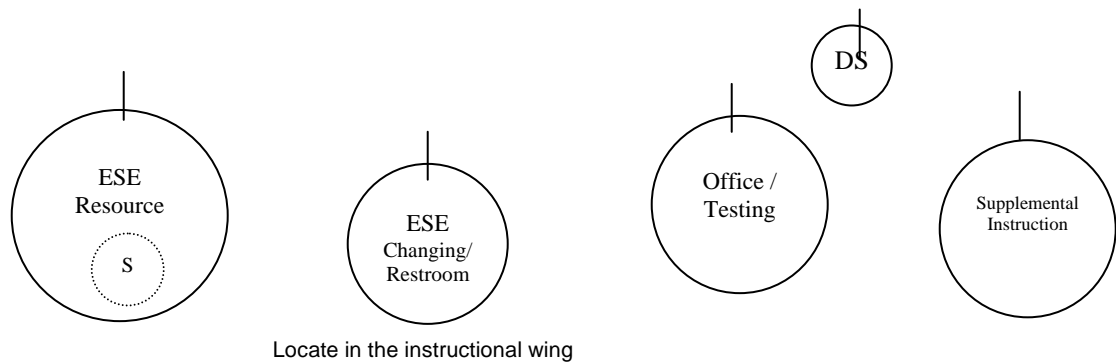 ESE
Resource
S
ESE
Changing/
Restroom
Locate in the instructional wing
Office /
Testing
DS
Supplemental
Instruction